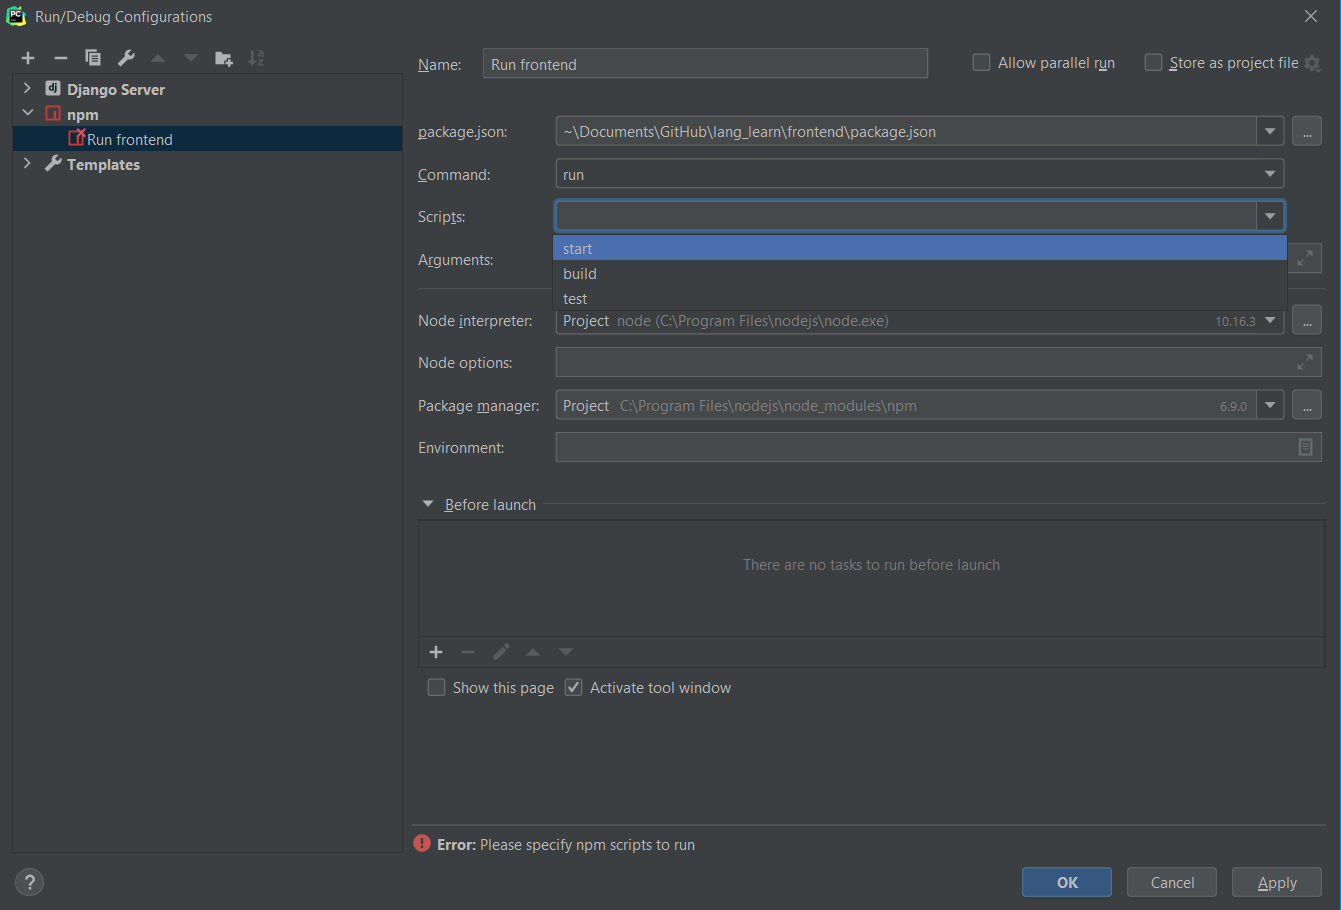 Run/Debug Configurations
Django Server
npm
Run frontend
Templates
Name: Run frontend
Allow parallel run
Store as project file
package.json: ~\Documents\GitHub\lang_learn\frontend\package.json ...
Command: run
Scripts:
start
build
test
Arguments:
Node interpreter: Project node (C:\Program Files\nodejs\node.exe) 10.16.3 ...
Node options:
Package manager: Project C:\Program Files\nodejs\node_modules\npm 6.9.0 ...
Environment:
Before launch
There are no tasks to run before launch
Show this page Activate tool window
Error: Please specify npm scripts to run
? OK Cancel Apply